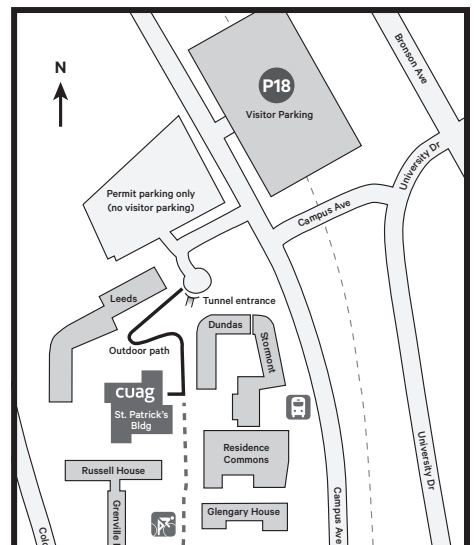 N
P18
Visitor Parking
Bronson Ave
University Dr
Permit parking only
(no visitor parking)
Campus Ave
Leeds
Tunnel entrance
Dundas
Stormont
Outdoor path
cuag
St. Patrick's
Bldg
Residence
Commons
Russell House
Glengary House
Campus Ave
University Dr